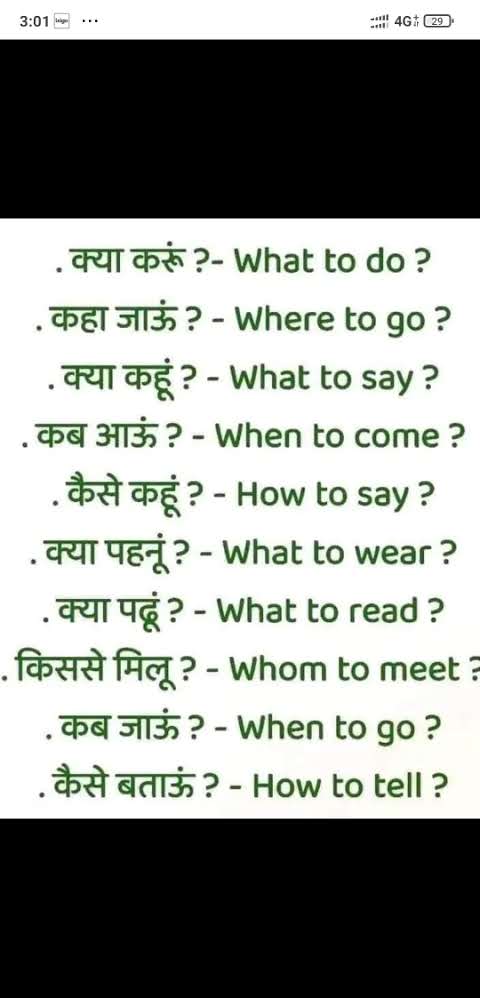 3:01 ... 4G 29
. क्या करूं ?- What to do ?
. कहा जाऊं ? - Where to go ?
. क्या कहूं ? - What to say ?
. कब आऊं ? - When to come ?
. कैसे कहूं ? - How to say ?
. क्या पहनूं ? - What to wear ?
. क्या पढूं ? - What to read ?
. किससे मिलू ? - Whom to meet ?
. कब जाऊं ? - When to go ?
. कैसे बताऊं ? - How to tell ?